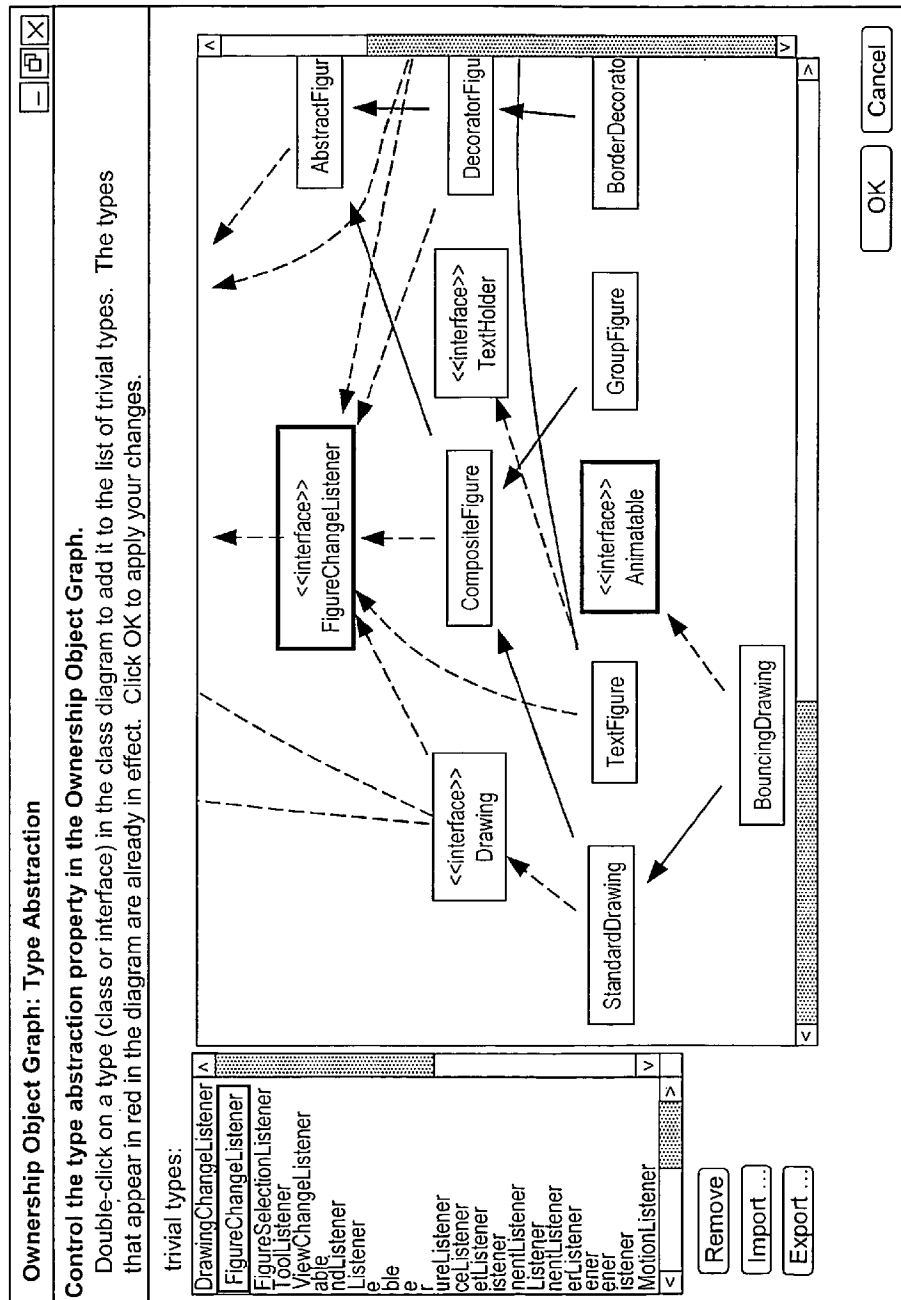 Ownership Object Graph: Type Abstraction
Control the type abstraction property in the Ownership Object Graph.
Double-click on a type (class or interface) in the class diagram to add it to the list of trivial types. The types
that appear in red in the diagram are already in effect. Click OK to apply your changes.
trivial types:
DrawingChangeListener
FigureChangeListener
FigureSelectionListener
ToolListener
ViewChangeListener
able
ndListener
Listener
e
ble
e
r
ureListener
ceListener
etListener
istener
nentListener
Listener
nentListener
erListener
ener
ener
istener
MotionListener
Remove
Import ...
Export ...
<<interface>>
FigureChangeListener
AbstractFigur
<<interface>>
Drawing
CompositeFigure
<<interface>>
TextHolder
DecoratorFigu
StandardDrawing
TextFigure
<<interface>>
Animatable
GroupFigure
BorderDecorato
BouncingDrawing
OK
Cancel